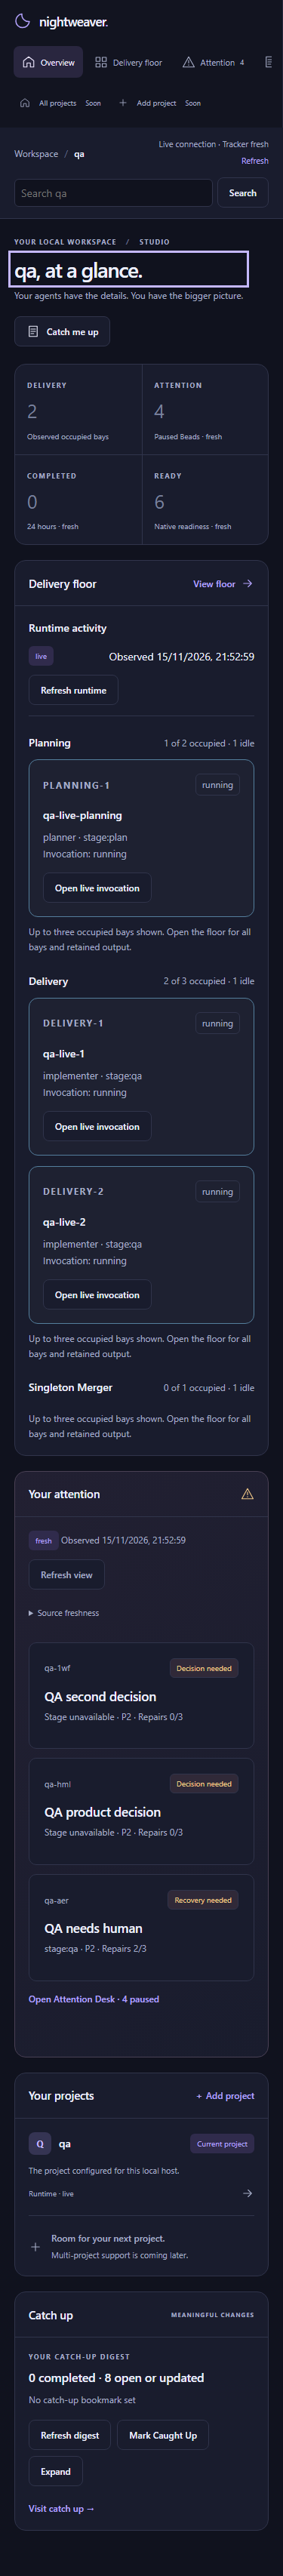 nightweaver.
Overview
Delivery floor
Attention 4
All projects Soon
+ Add project Soon
Workspace / qa
Live connection · Tracker fresh
Refresh
Search qa
Search
YOUR LOCAL WORKSPACE / STUDIO
qa, at a glance.
Your agents have the details. You have the bigger picture.
Catch me up
DELIVERY
2
Observed occupied bays
ATTENTION
4
Paused Beads · fresh
COMPLETED
0
24 hours · fresh
READY
6
Native readiness · fresh
Delivery floor
View floor →
Runtime activity
live
Observed 15/11/2026, 21:52:59
Refresh runtime
Planning
1 of 2 occupied · 1 idle
PLANNING-1
running
qa-live-planning
planner · stage:plan
Invocation: running
Open live invocation
Up to three occupied bays shown. Open the floor for all
bays and retained output.
Delivery
2 of 3 occupied · 1 idle
DELIVERY-1
running
qa-live-1
implementer · stage:qa
Invocation: running
Open live invocation
DELIVERY-2
running
qa-live-2
implementer · stage:qa
Invocation: running
Open live invocation
Up to three occupied bays shown. Open the floor for all
bays and retained output.
Singleton Merger
0 of 1 occupied · 1 idle
Up to three occupied bays shown. Open the floor for all
bays and retained output.
Your attention
fresh Observed 15/11/2026, 21:52:59
Refresh view
▶ Source freshness
qa-1wf
Decision needed
QA second decision
Stage unavailable · P2 · Repairs 0/3
qa-hml
Decision needed
QA product decision
Stage unavailable · P2 · Repairs 0/3
qa-aer
Recovery needed
QA needs human
stage:qa · P2 · Repairs 2/3
Open Attention Desk · 4 paused
Your projects
+ Add project
Q qa
Current project
The project configured for this local host.
Runtime · live →
+ Room for your next project.
Multi-project support is coming later.
Catch up
MEANINGFUL CHANGES
YOUR CATCH-UP DIGEST
0 completed · 8 open or updated
No catch-up bookmark set
Refresh digest
Mark Caught Up
Expand
Visit catch up →